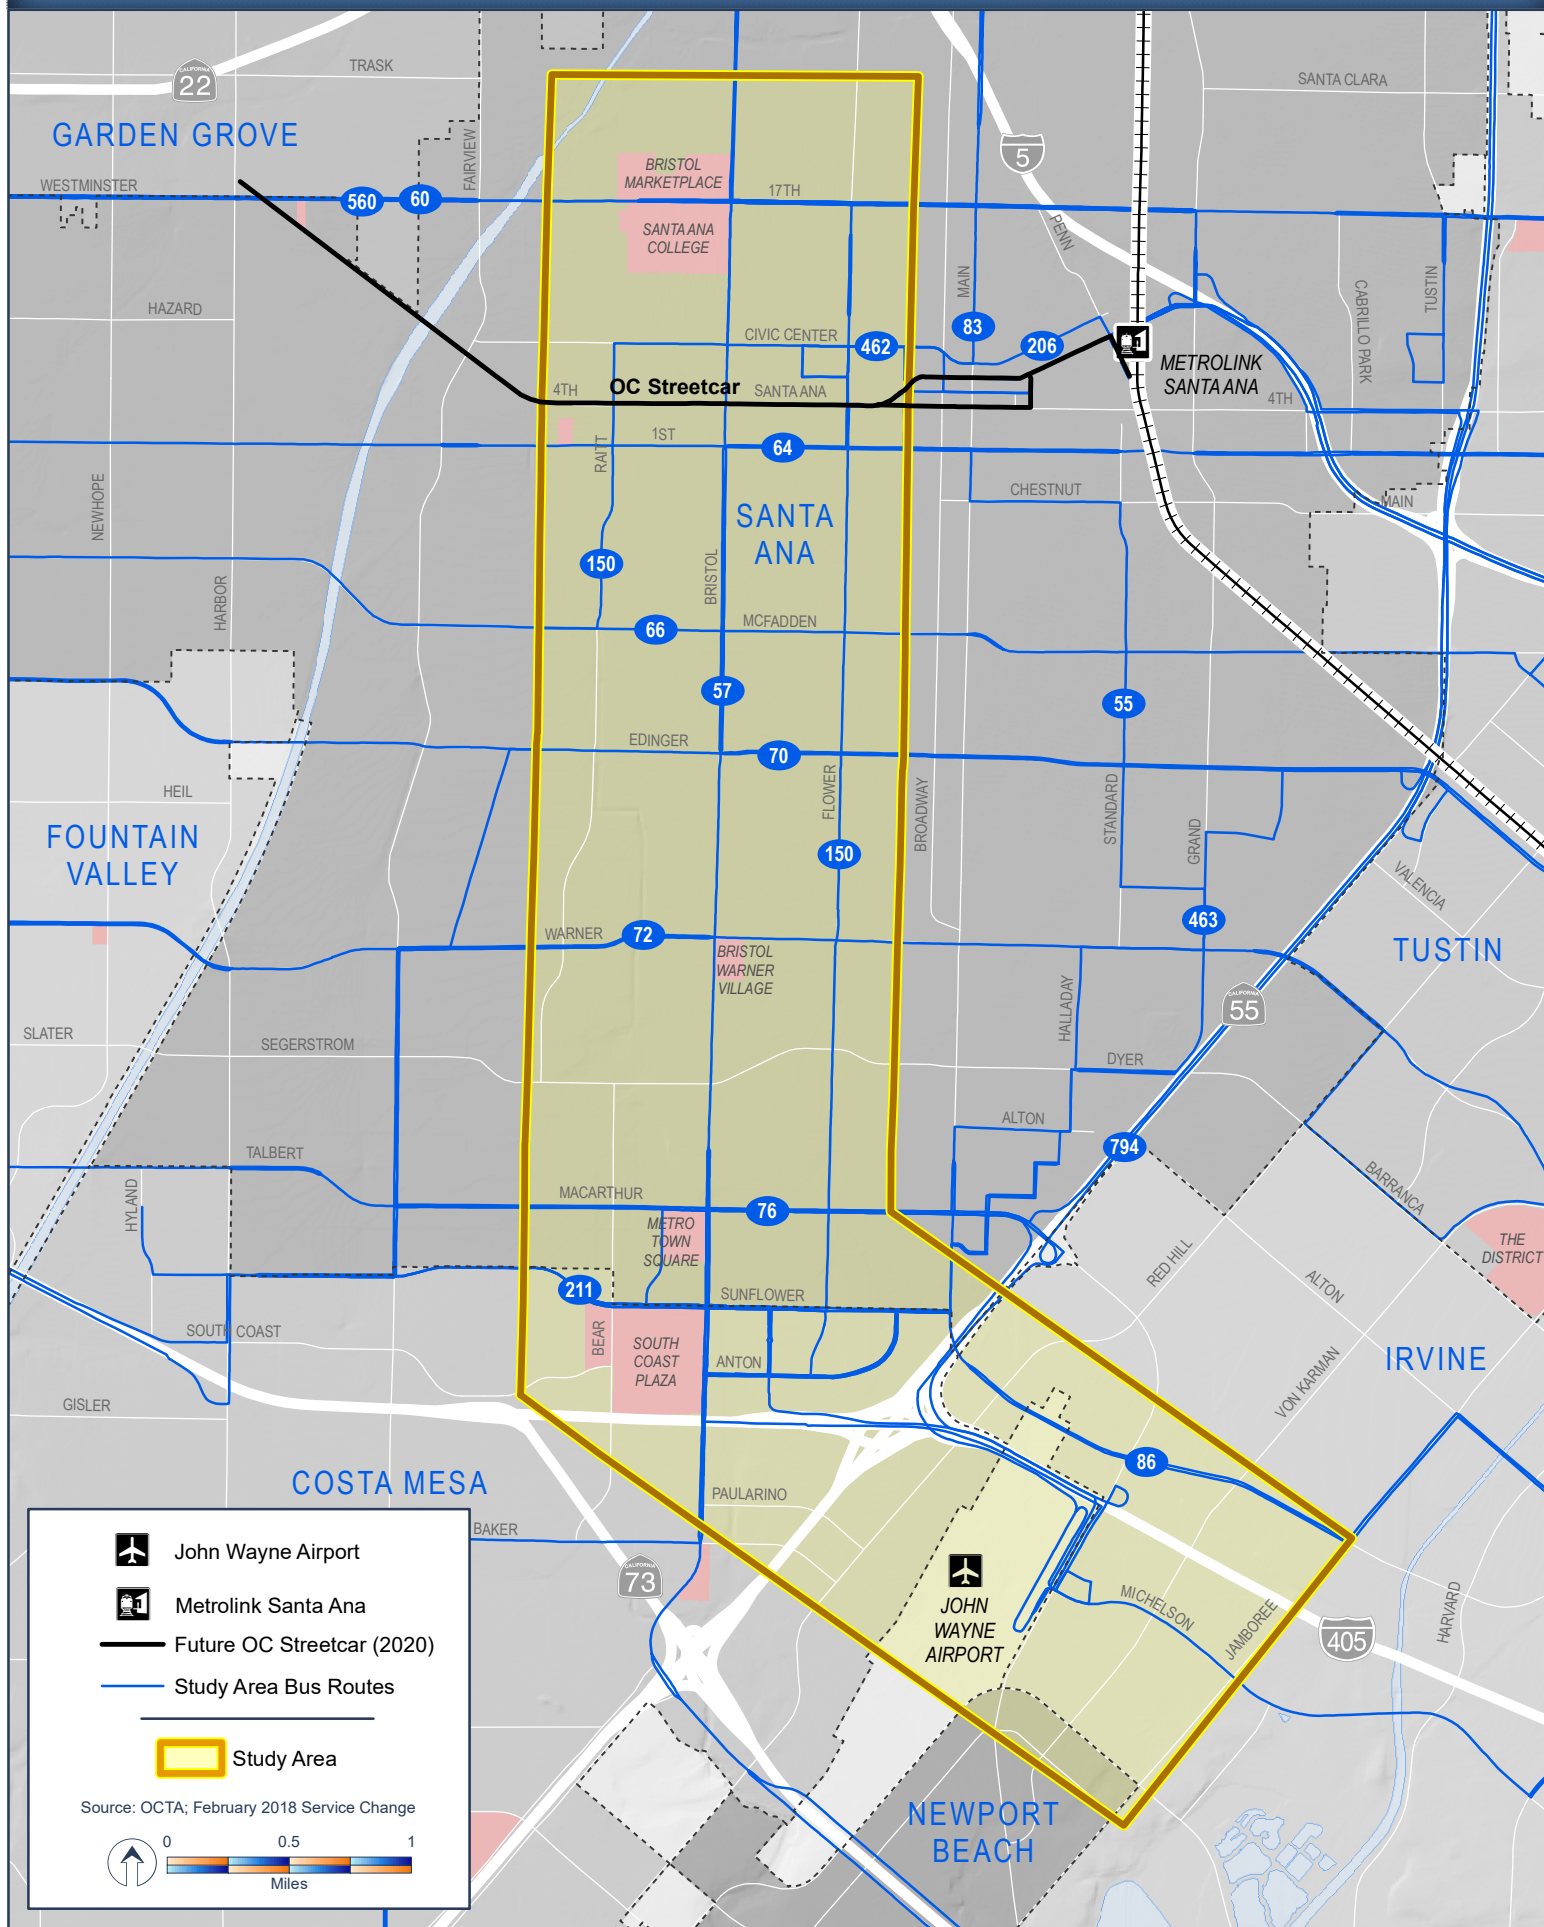 TRASK
CALIFORNIA
22
GARDEN GROVE
SANTA CLARA
5
FAIRVIEW
WESTMINSTER
560
60
BRISTOL
MARKETPLACE
17TH
SANTA ANA
COLLEGE
PENN
MAIN
CABRILLO PARK
TUSTIN
HAZARD
CIVIC CENTER
462
83
206
METROLINK
SANTA ANA
OC Streetcar
4TH
SANTA ANA
4TH
1ST
64
RAITT
NEWHOPE
CHESTNUT
MAIN
SANTA
ANA
150
BRISTOL
HARBOR
66
MCFADDEN
57
55
EDINGER
70
HEIL
FLOWER
BROADWAY
STANDARD
GRAND
FOUNTAIN
VALLEY
150
VALENCIA
463
WARNER
72
TUSTIN
BRISTOL
WARNER
VILLAGE
HALLADAY
CALIFORNIA
55
SLATER
SEGERSTROM
DYER
ALTON
794
TALBERT
BARRANCA
HYLAND
MACARTHUR
76
METRO
TOWN
SQUARE
THE
DISTRICT
RED HILL
ALTON
211
SUNFLOWER
SOUTH COAST
BEAR
SOUTH
COAST
PLAZA
ANTON
IRVINE
VON KARMAN
GISLER
COSTA MESA
86
PAULARINO
BAKER
CALIFORNIA
73
JOHN
WAYNE
AIRPORT
MICHELSON
JAMBOREE
HARVARD
405
NEWPORT
BEACH
John Wayne Airport
Metrolink Santa Ana
Future OC Streetcar (2020)
Study Area Bus Routes
Study Area
Source: OCTA; February 2018 Service Change
0 0.5 1
Miles